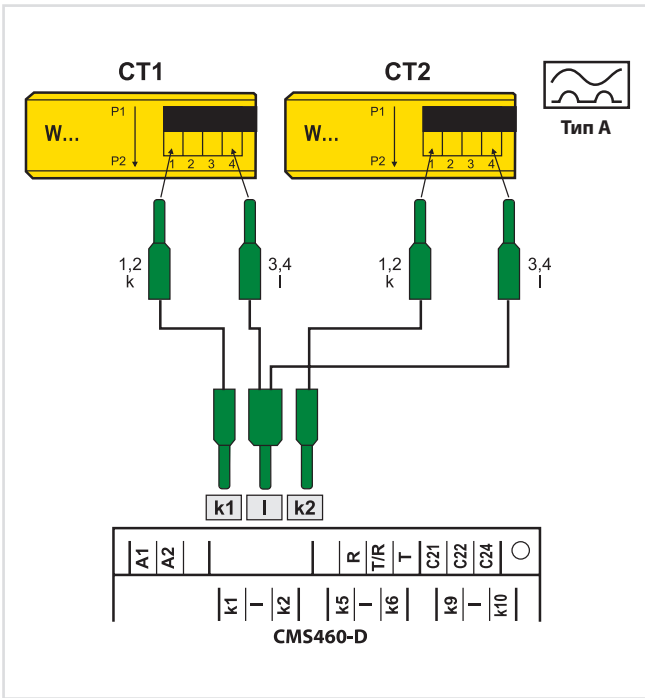 CT1 CT2
P1 P1
W... W...
P2 1 2 3 4 P2 1 2 3 4
Тип A
1,2 3,4 1,2 3,4
k l k l
k1 l k2
A1 A2 R T/R T C21 C22 C24
k1 l k2 k5 l k6 k9 l k10
CMS460-D